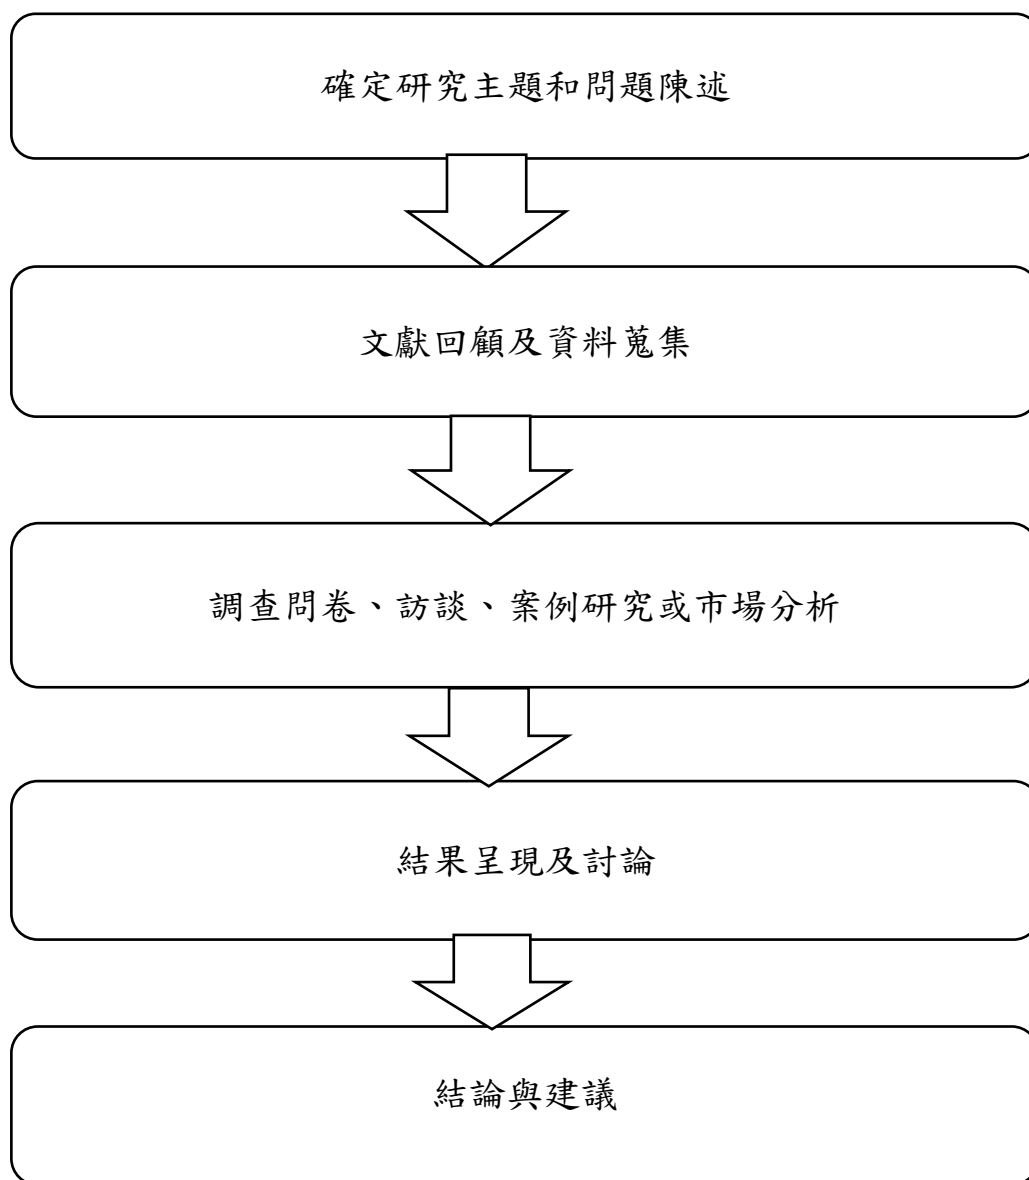 確定研究主題和問題陳述
文獻回顧及資料蒐集
調查問卷、訪談、案例研究或市場分析
結果呈現及討論
結論與建議